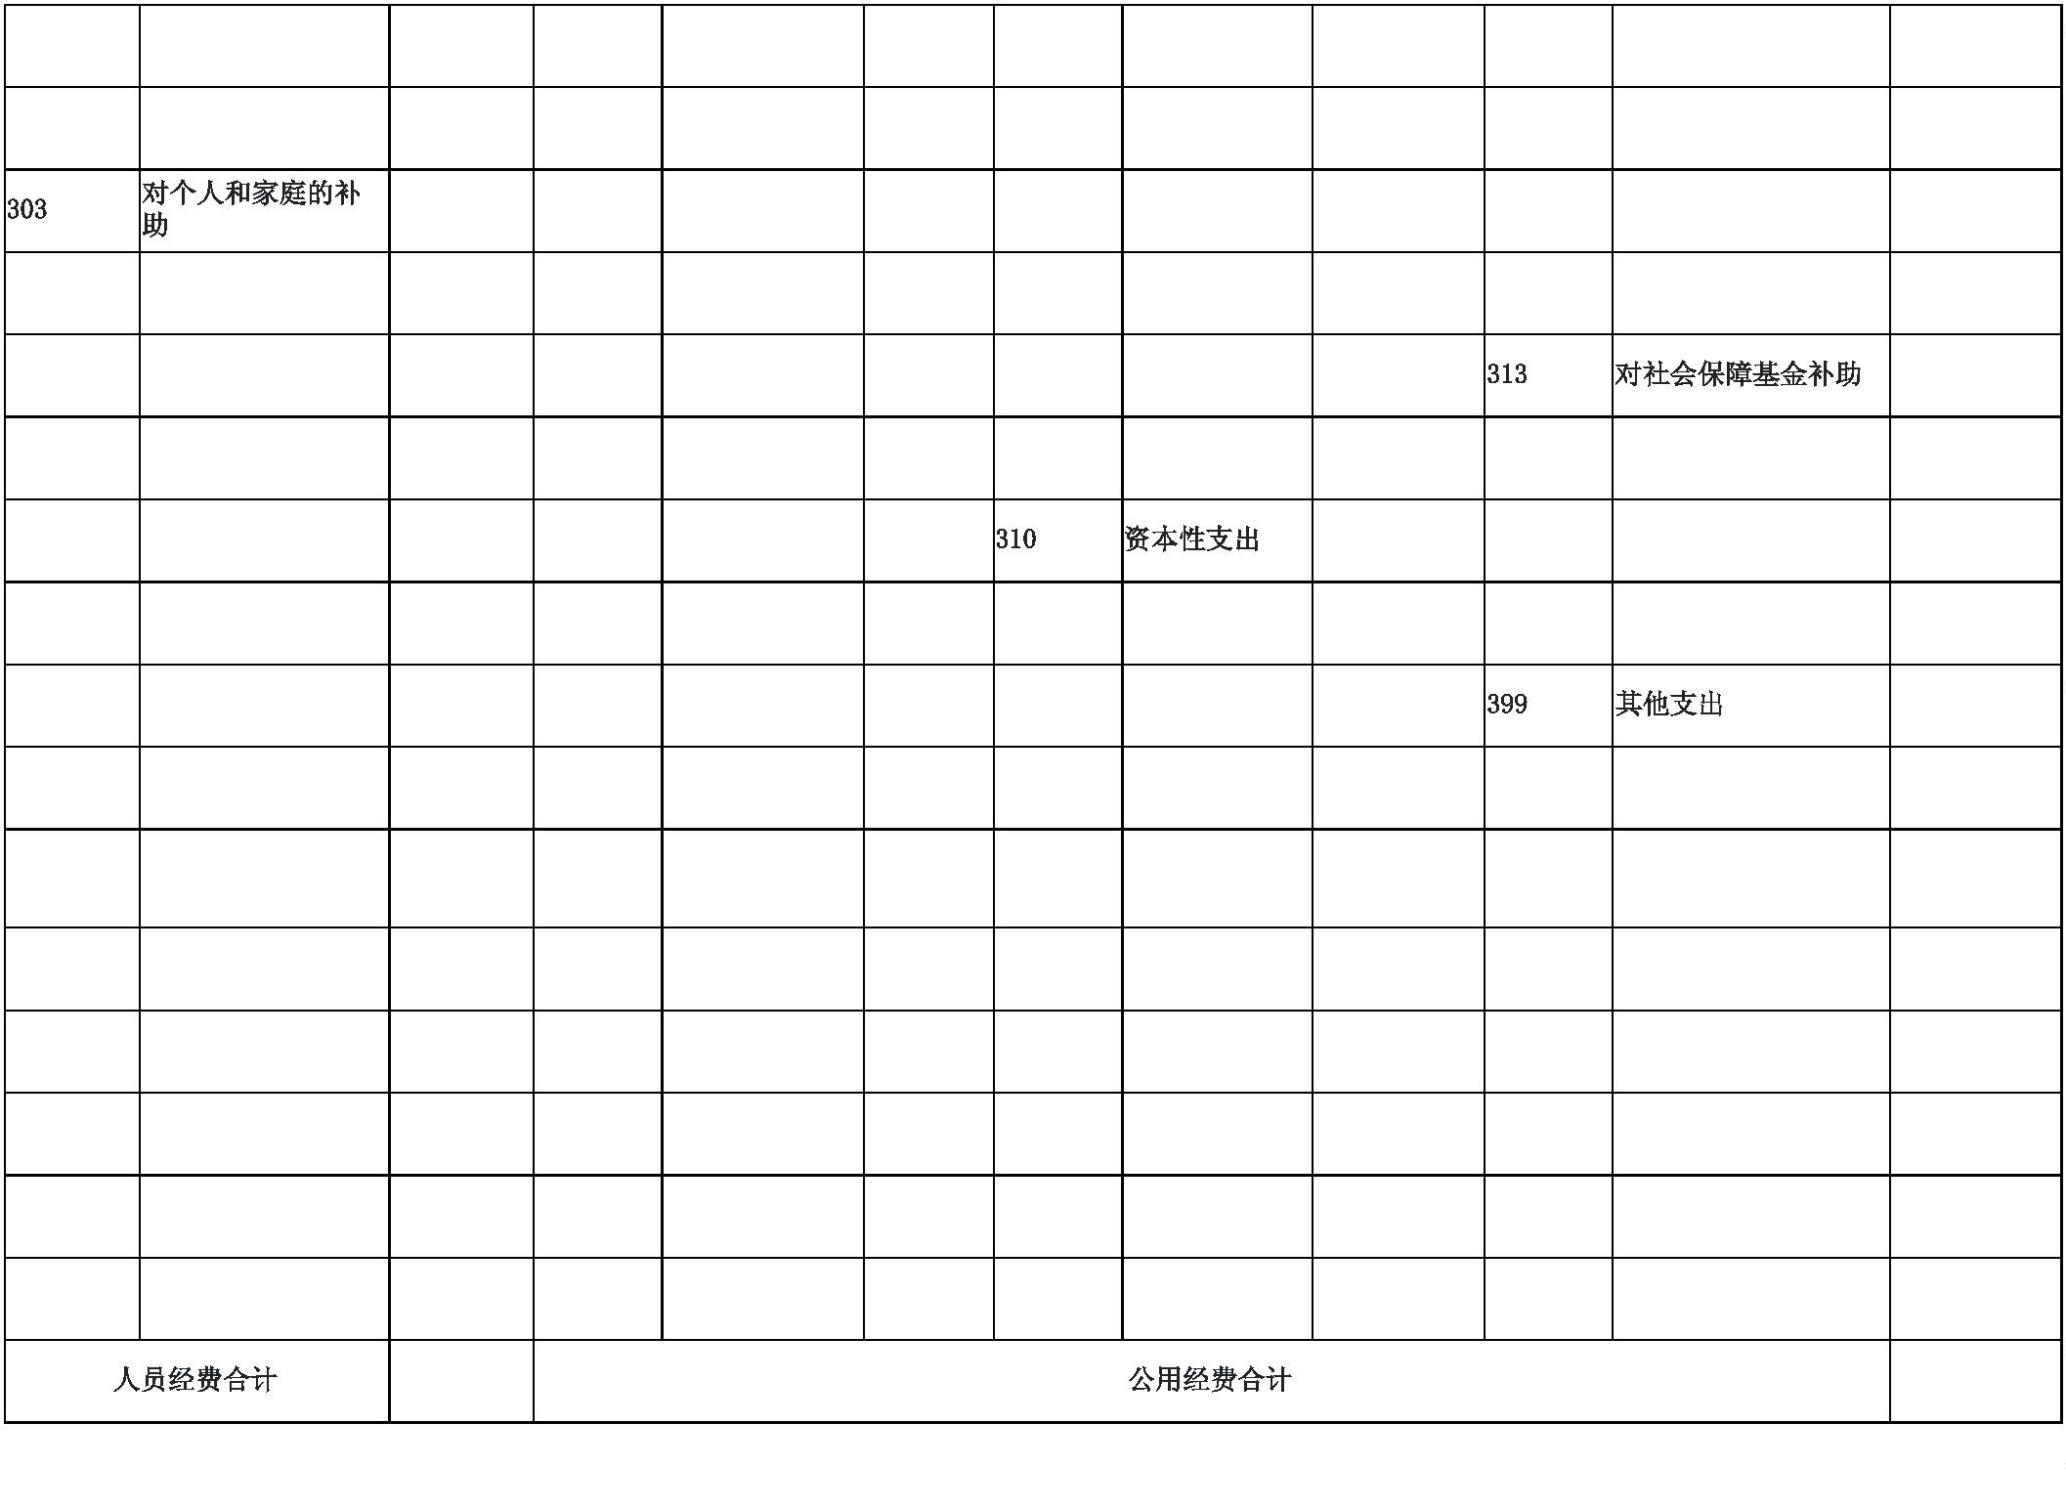 303
对个人和家庭的补
助
313
对社会保障基金补助
310
资本性支出
399
其他支出
人员经费合计
公用经费合计